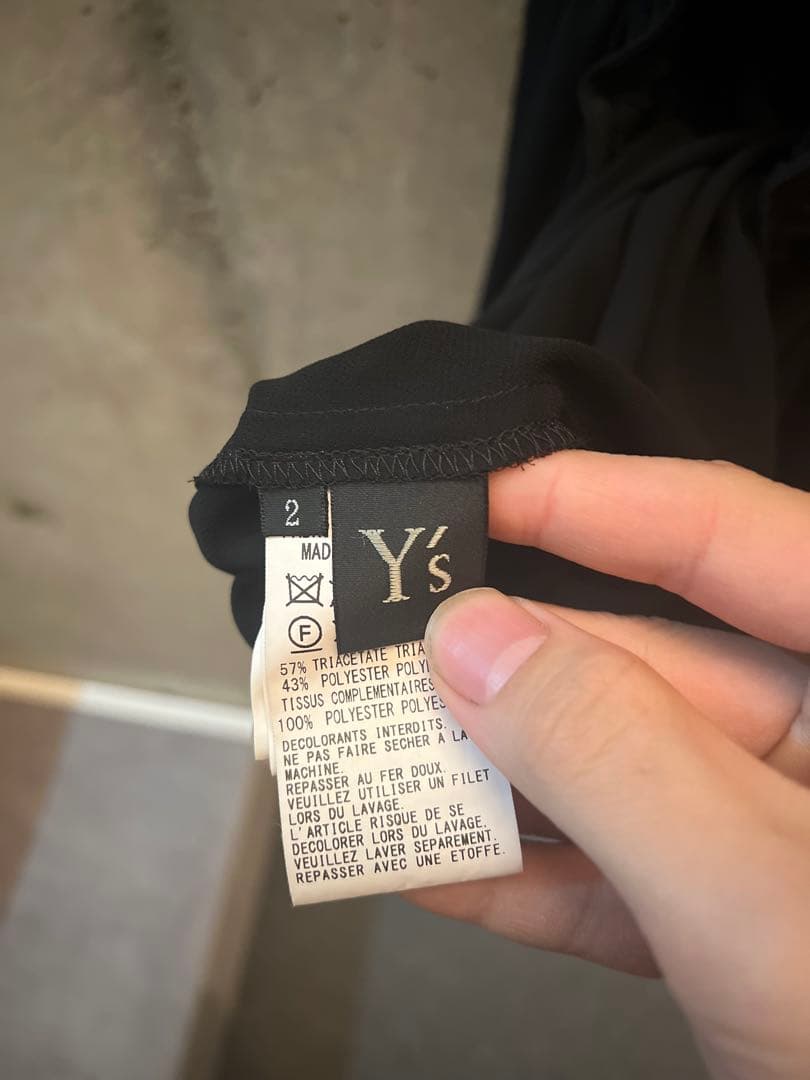 2
Y's
MAD
F
57% TRIACETATE TRIA
43% POLYESTER POLY
TISSUS COMPLEMENTAIRES
100% POLYESTER POLYES
DECOLORANTS INTERDITS.
NE PAS FAIRE SECHER A LA
MACHINE.
REPASSER AU FER DOUX.
VEUILLEZ UTILISER UN FILET
LORS DU LAVAGE.
L'ARTICLE RISQUE DE SE
DECOLORER LORS DU LAVAGE.
VEUILLEZ LAVER SEPAREMENT.
REPASSER AVEC UNE ETOFFE.